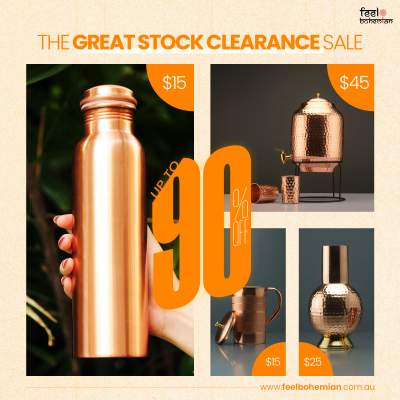 feel
bohemian
THE GREAT STOCK CLEARANCE SALE
$15
$45
UP TO
90
% OFF
$15
$25
www.feelbohemian.com.au